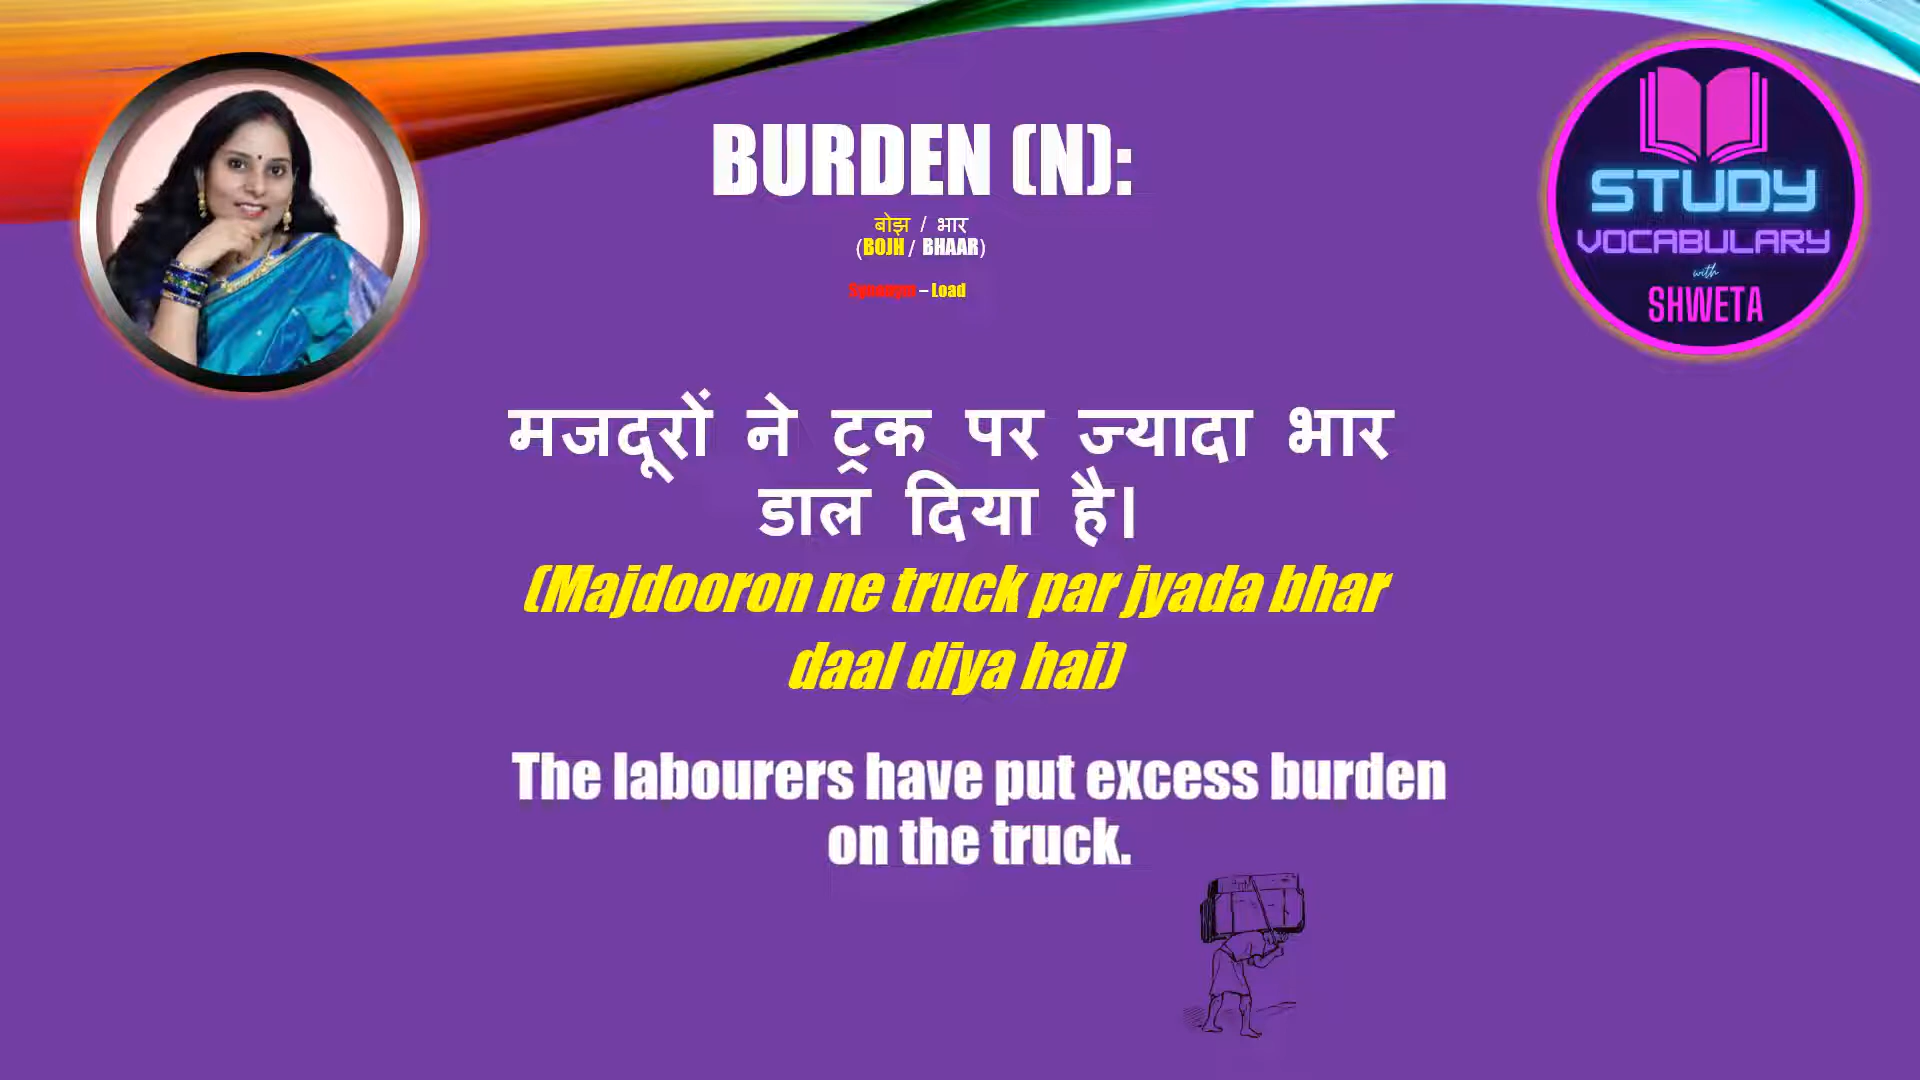 BURDEN (N):
बोझ / भार
(BOJH / BHAAR)
Synonym – Load
STUDY
VOCABULARY
with
SHWETA
मजदूरों ने ट्रक पर ज्यादा भार
डाल दिया है।
(Majdooron ne truck par jyada bhar
daal diya hai)
The labourers have put excess burden
on the truck.